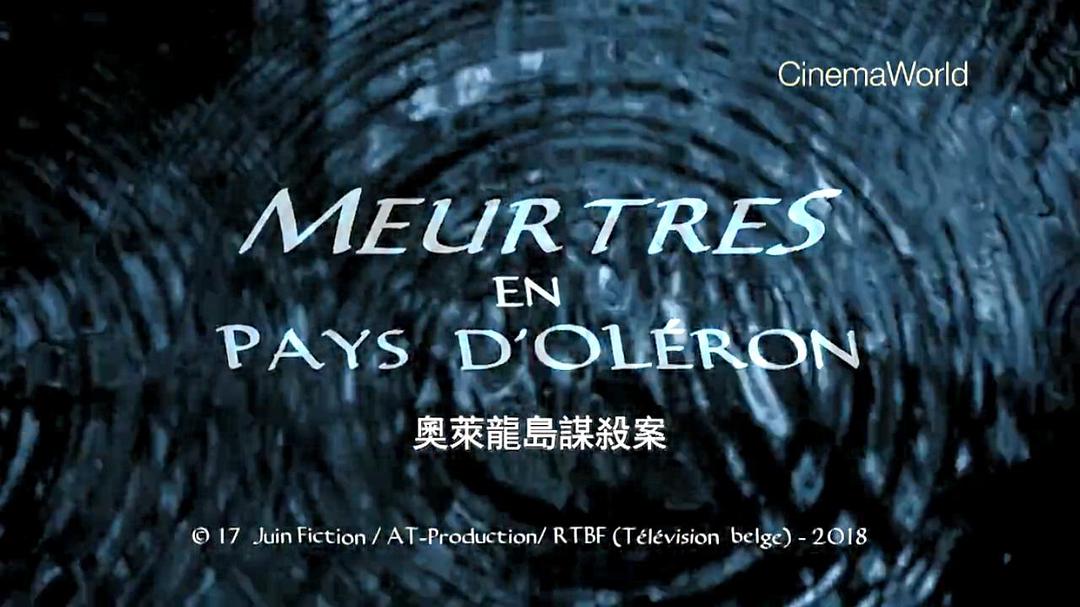 CinemaWorld
MEURTRES
EN
PAYS D'OLÉRON
奧萊龍島謀殺案
© 17 Juin Fiction / AT-Production/ RTBF (Télévision belge) - 2018